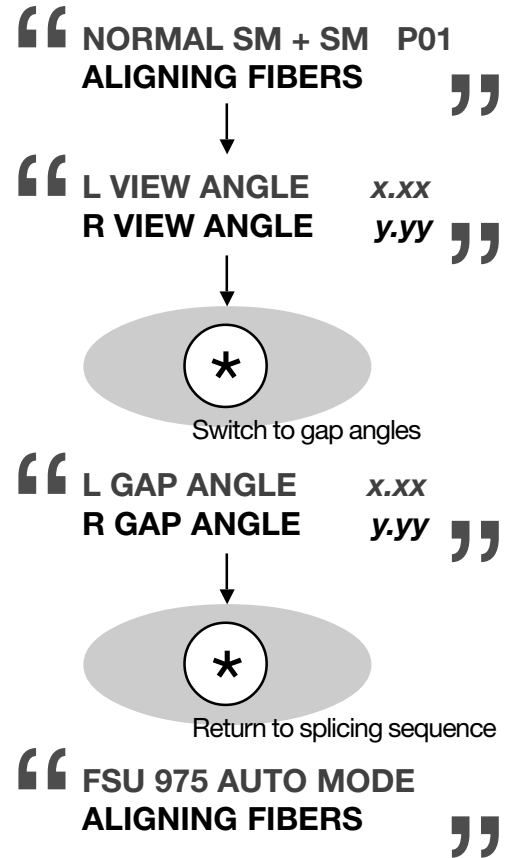 “ NORMAL SM + SM P01
ALIGNING FIBERS ”
“ L VIEW ANGLE x.xx
R VIEW ANGLE y.yy ”
*
Switch to gap angles
“ L GAP ANGLE x.xx
R GAP ANGLE y.yy ”
*
Return to splicing sequence
“ FSU 975 AUTO MODE
ALIGNING FIBERS ”